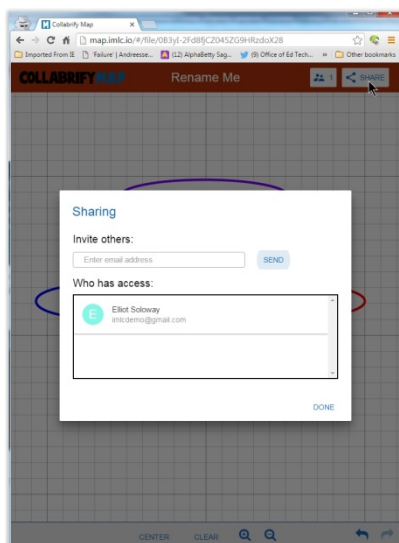 Collabrify Map
map.imlc.io/#/file/0B3yI-2Fd8fjCZ04SZG9HRzdoX28
Imported From IE
'Failure' | Andreesse...
(12) AlphaBetty Sag...
(9) Office of Ed Tech...
»
Other bookmarks
COLLABRIFY MAP
Rename Me
1
SHARE
Sharing
Invite others:
Enter email address
SEND
Who has access:
E
Elliot Soloway
imlcdemo@gmail.com
DONE
CENTER
CLEAR